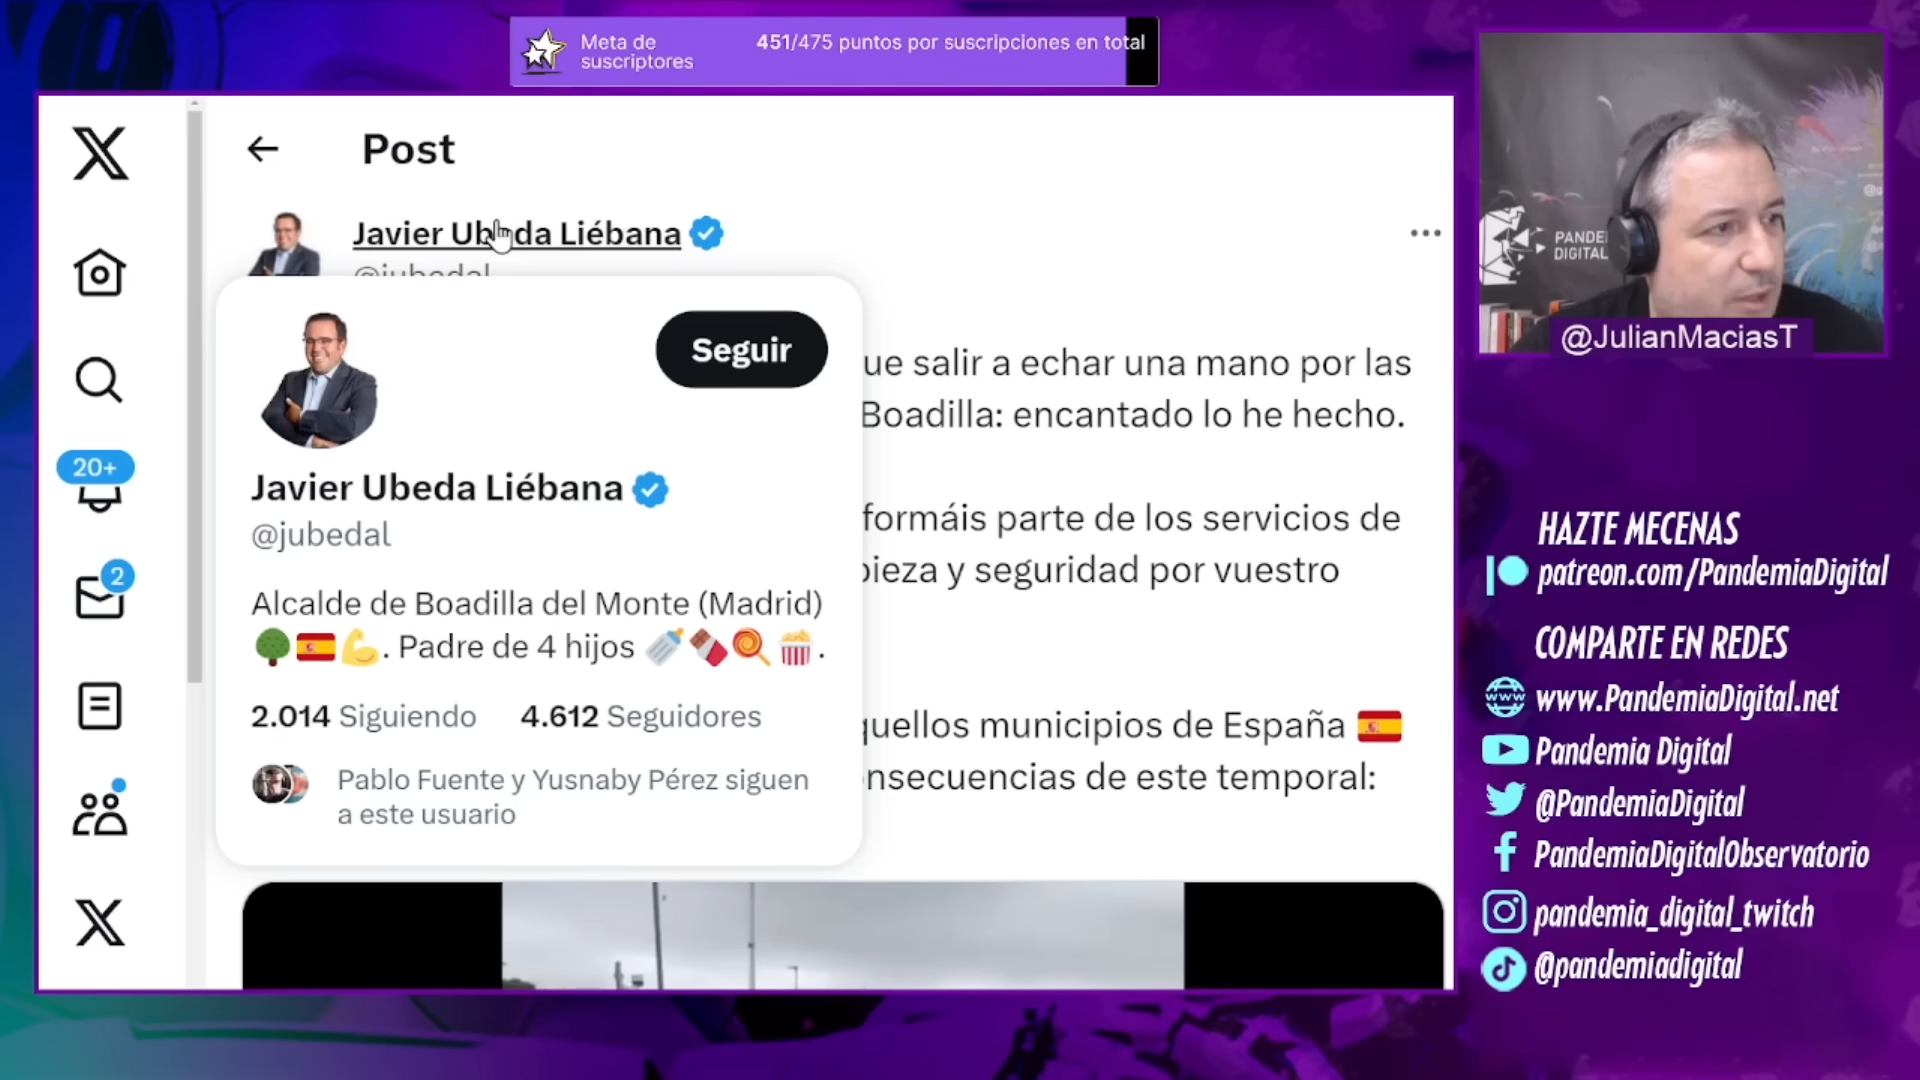 Meta de
suscriptores
451/475 puntos por suscripciones en total
Post
Javier Ubeda Liébana
@jubedal
Seguir
Javier Ubeda Liébana
@jubedal
Alcalde de Boadilla del Monte (Madrid)
🌳🇪🇸💪. Padre de 4 hijos 🍼🍫🍭🍿.
2.014 Siguiendo 4.612 Seguidores
Pablo Fuente y Yusnaby Pérez siguen
a este usuario
ue salir a echar una mano por las
Boadilla: encantado lo he hecho.
formáis parte de los servicios de
pieza y seguridad por vuestro
quellos municipios de España 🇪🇸
nsecuencias de este temporal:
20+
2
PANDE
DIGITAL
@JulianMaciasT
HAZTE MECENAS
patreon.com/PandemiaDigital
COMPARTE EN REDES
www.PandemiaDigital.net
Pandemia Digital
@PandemiaDigital
PandemiaDigitalObservatorio
pandemia_digital_twitch
@pandemiadigital